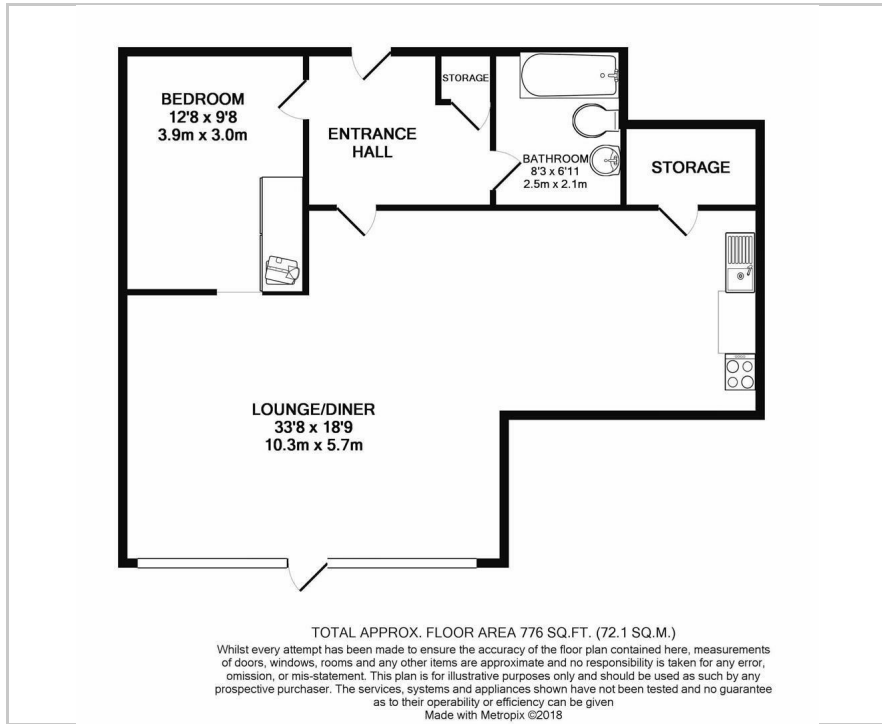 STORAGE
BEDROOM
12'8 x 9'8
3.9m x 3.0m
ENTRANCE
HALL
BATHROOM
8'3 x 6'11
2.5m x 2.1m
STORAGE
LOUNGE/DINER
33'8 x 18'9
10.3m x 5.7m
TOTAL APPROX. FLOOR AREA 776 SQ.FT. (72.1 SQ.M.)
Whilst every attempt has been made to ensure the accuracy of the floor plan contained here, measurements
of doors, windows, rooms and any other items are approximate and no responsibility is taken for any error,
omission, or mis-statement. This plan is for illustrative purposes only and should be used as such by any
prospective purchaser. The services, systems and appliances shown have not been tested and no guarantee
as to their operability or efficiency can be given
Made with Metropix ©2018